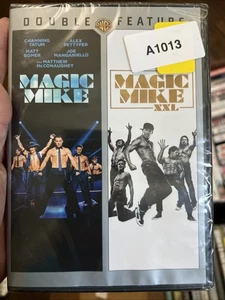 DOUBLE FEATURE
A1013
CHANNING TATUM
ALEX PETTYFER
MATT BOMER
JOE MANGANIELLO
AND MATTHEW McCONAUGHEY
MAGIC MIKE
MAGIC MIKE
XXL